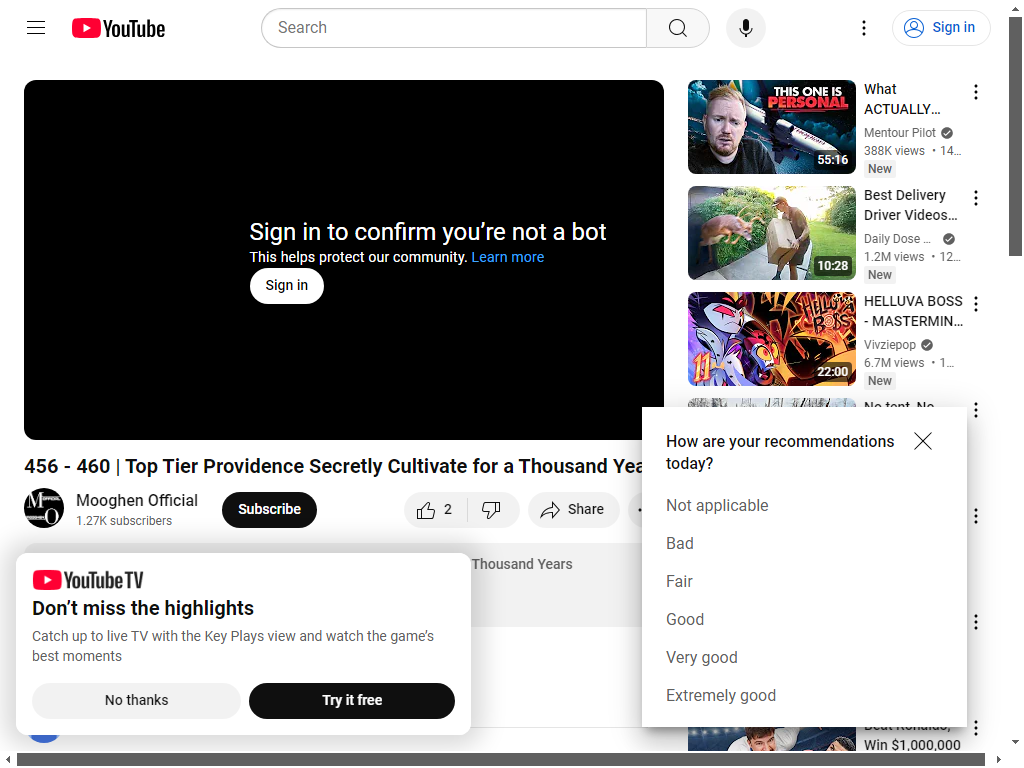 YouTube
Search
Sign in
Sign in to confirm you're not a bot
This helps protect our community. Learn more
Sign in
456 - 460 | Top Tier Providence Secretly Cultivate for a Thousand Yea
Mooghen Official
1.27K subscribers
Subscribe
2
Share
Thousand Years
YouTube TV
Don't miss the highlights
Catch up to live TV with the Key Plays view and watch the game's
best moments
No thanks
Try it free
THIS ONE IS
PERSONAL
55:16
What
ACTUALLY...
Mentour Pilot
388K views • 14...
New
10:28
Best Delivery
Driver Videos...
Daily Dose ...
1.2M views • 12...
New
HELLUVA BOSS
11
22:00
HELLUVA BOSS
- MASTERMIN...
Vivziepop
6.7M views • 1...
New
No tent, No
How are your recommendations
today?
Not applicable
Bad
Fair
Good
Very good
Extremely good
Beat Ronaldo,
Win $1,000,000